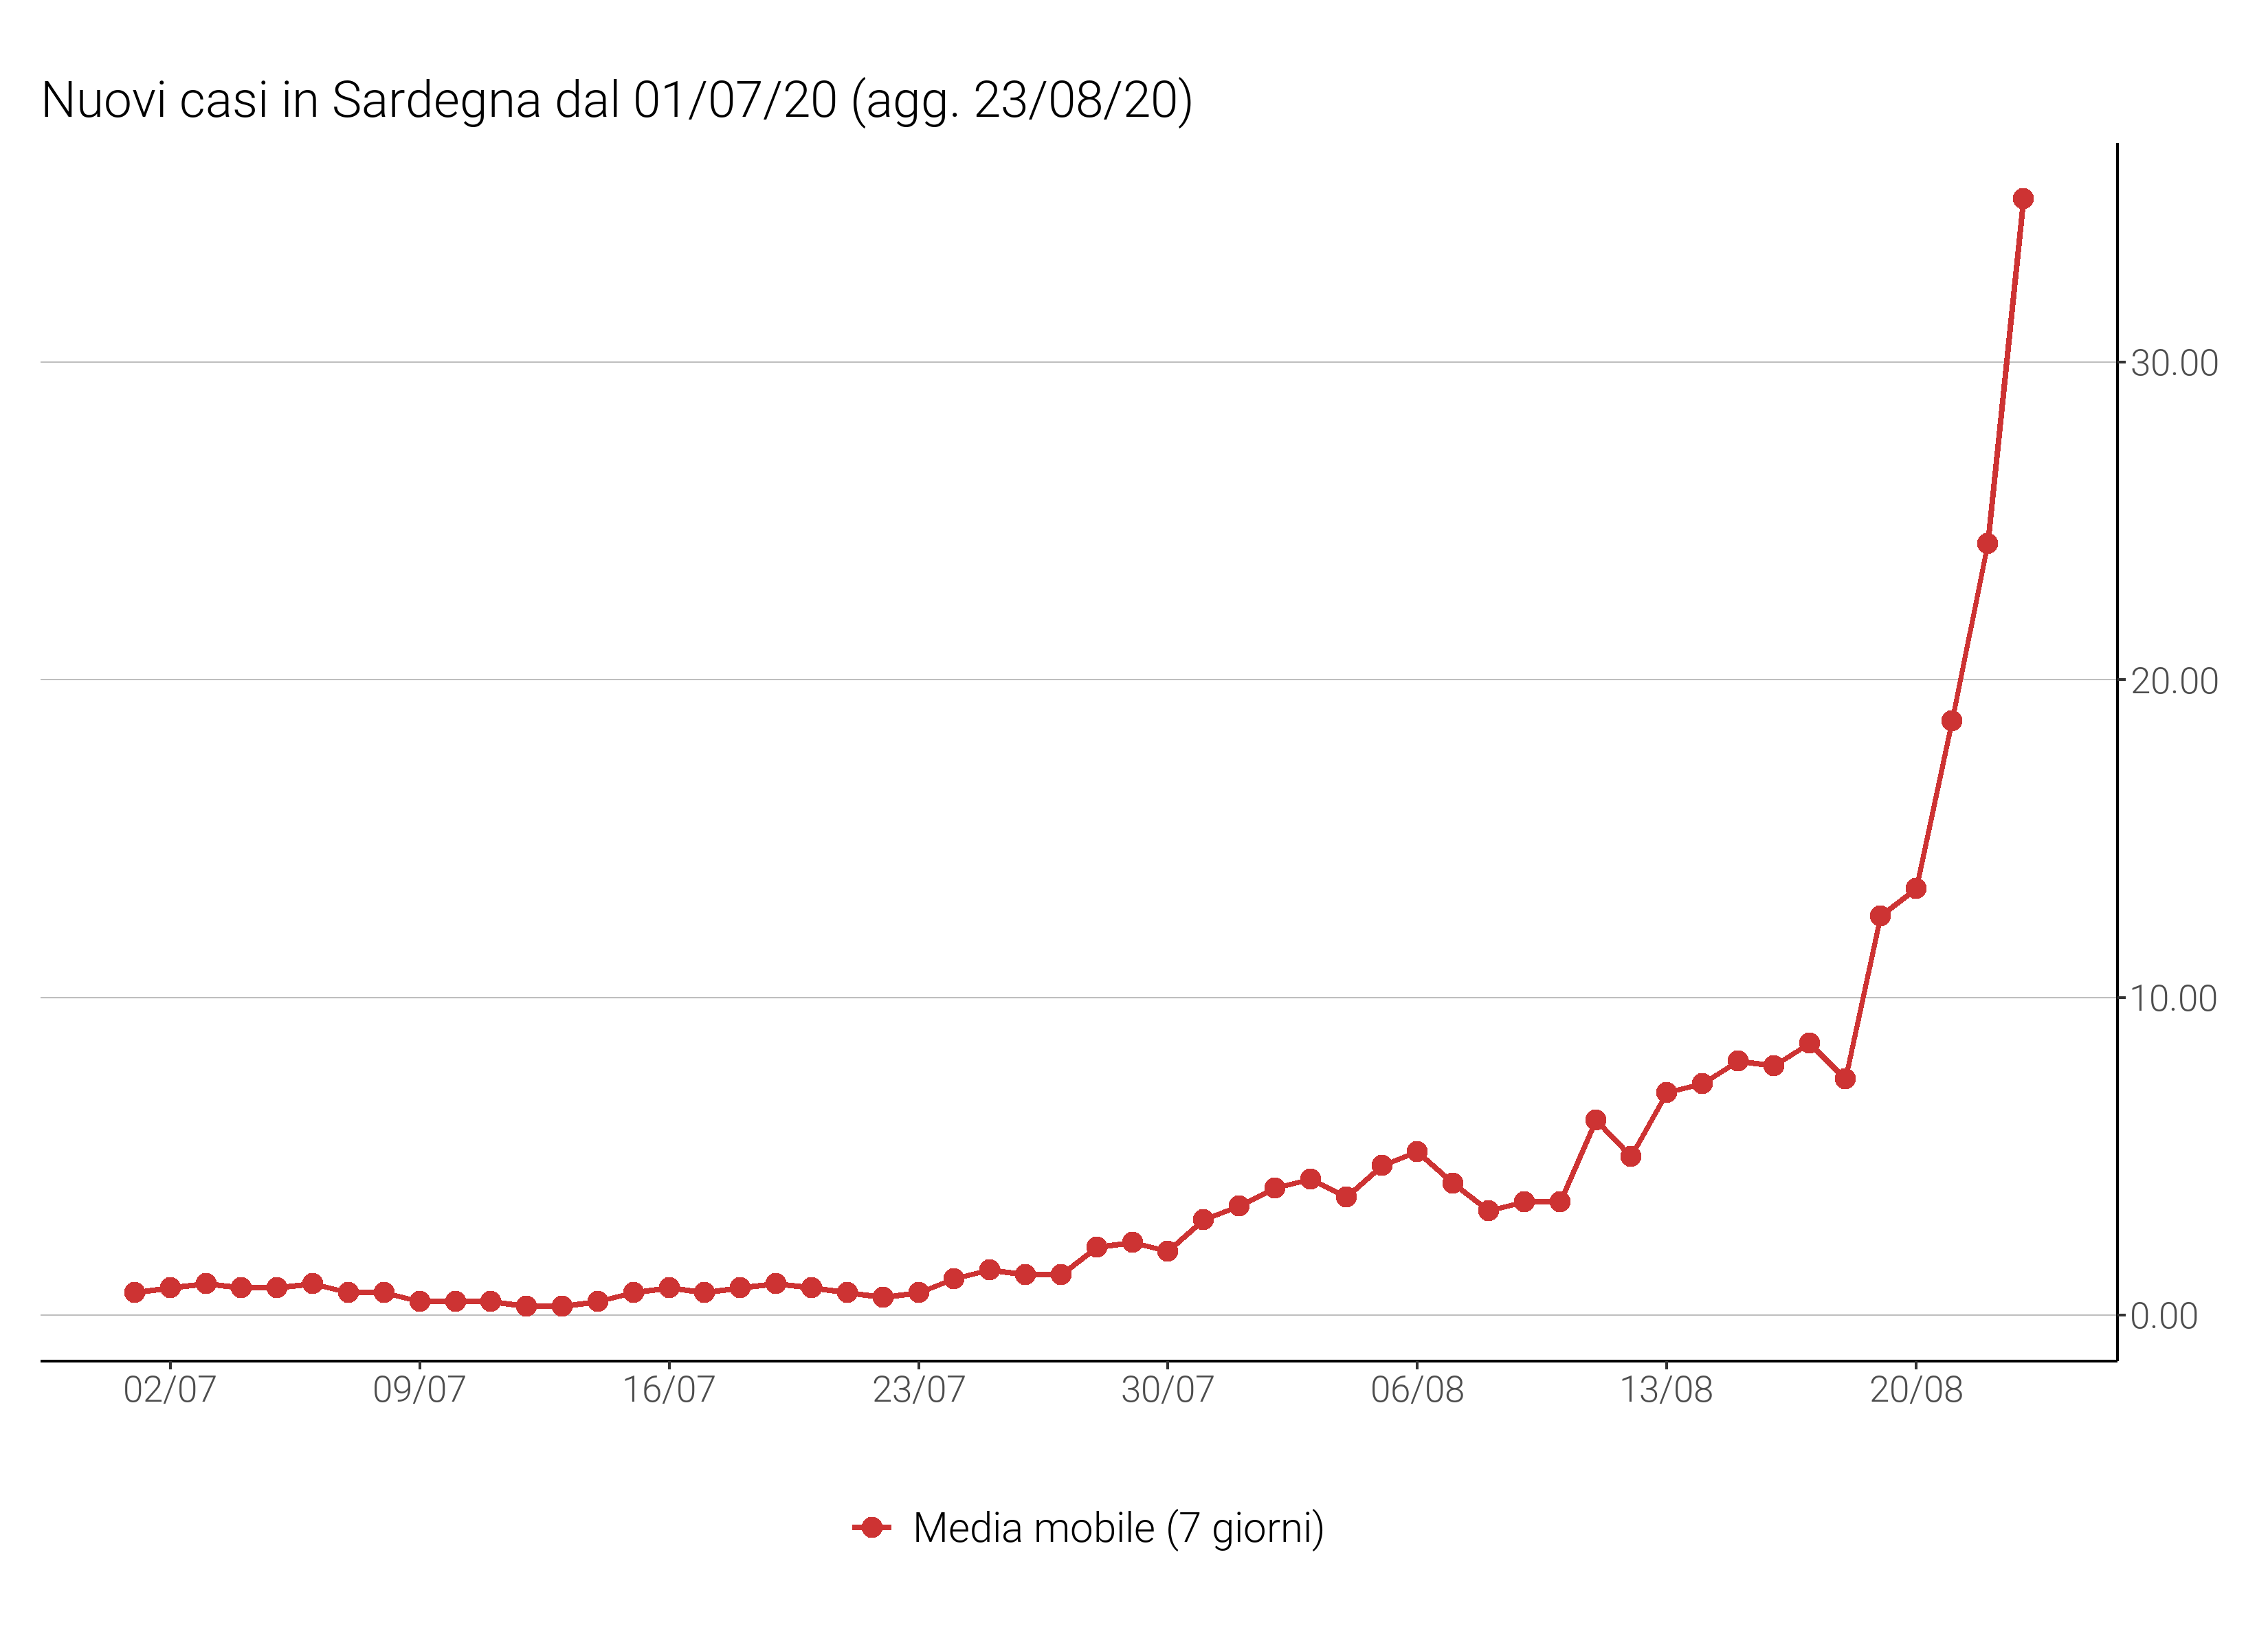 Nuovi casi in Sardegna dal 01/07/20 (agg. 23/08/20)
30.00
20.00
10.00
0.00
02/07 09/07 16/07 23/07 30/07 06/08 13/08 20/08
Media mobile (7 giorni)